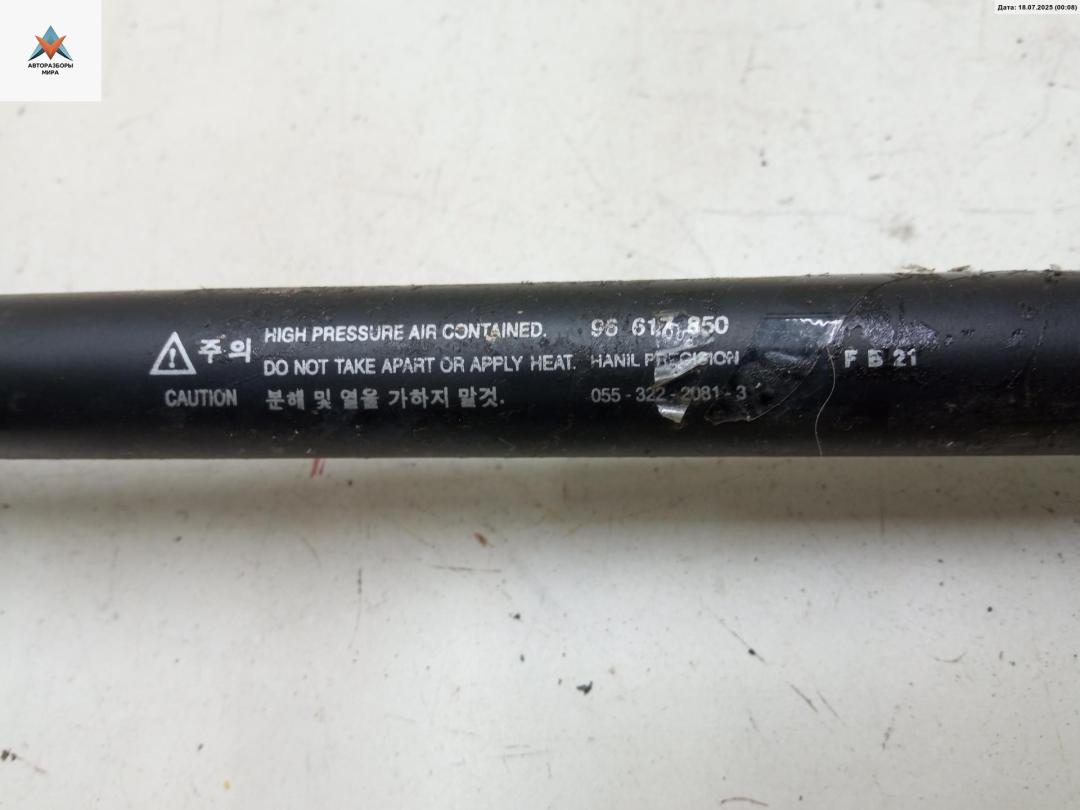 АВТОРАЗБОРЫ
МИРА
Дата: 18.07.2025 (00:08)
주의
CAUTION
HIGH PRESSURE AIR CONTAINED.
DO NOT TAKE APART OR APPLY HEAT.
분해 및 열을 가하지 말것.
96 617 850
HANIL PRECISION
055-322-2081-3
F 21